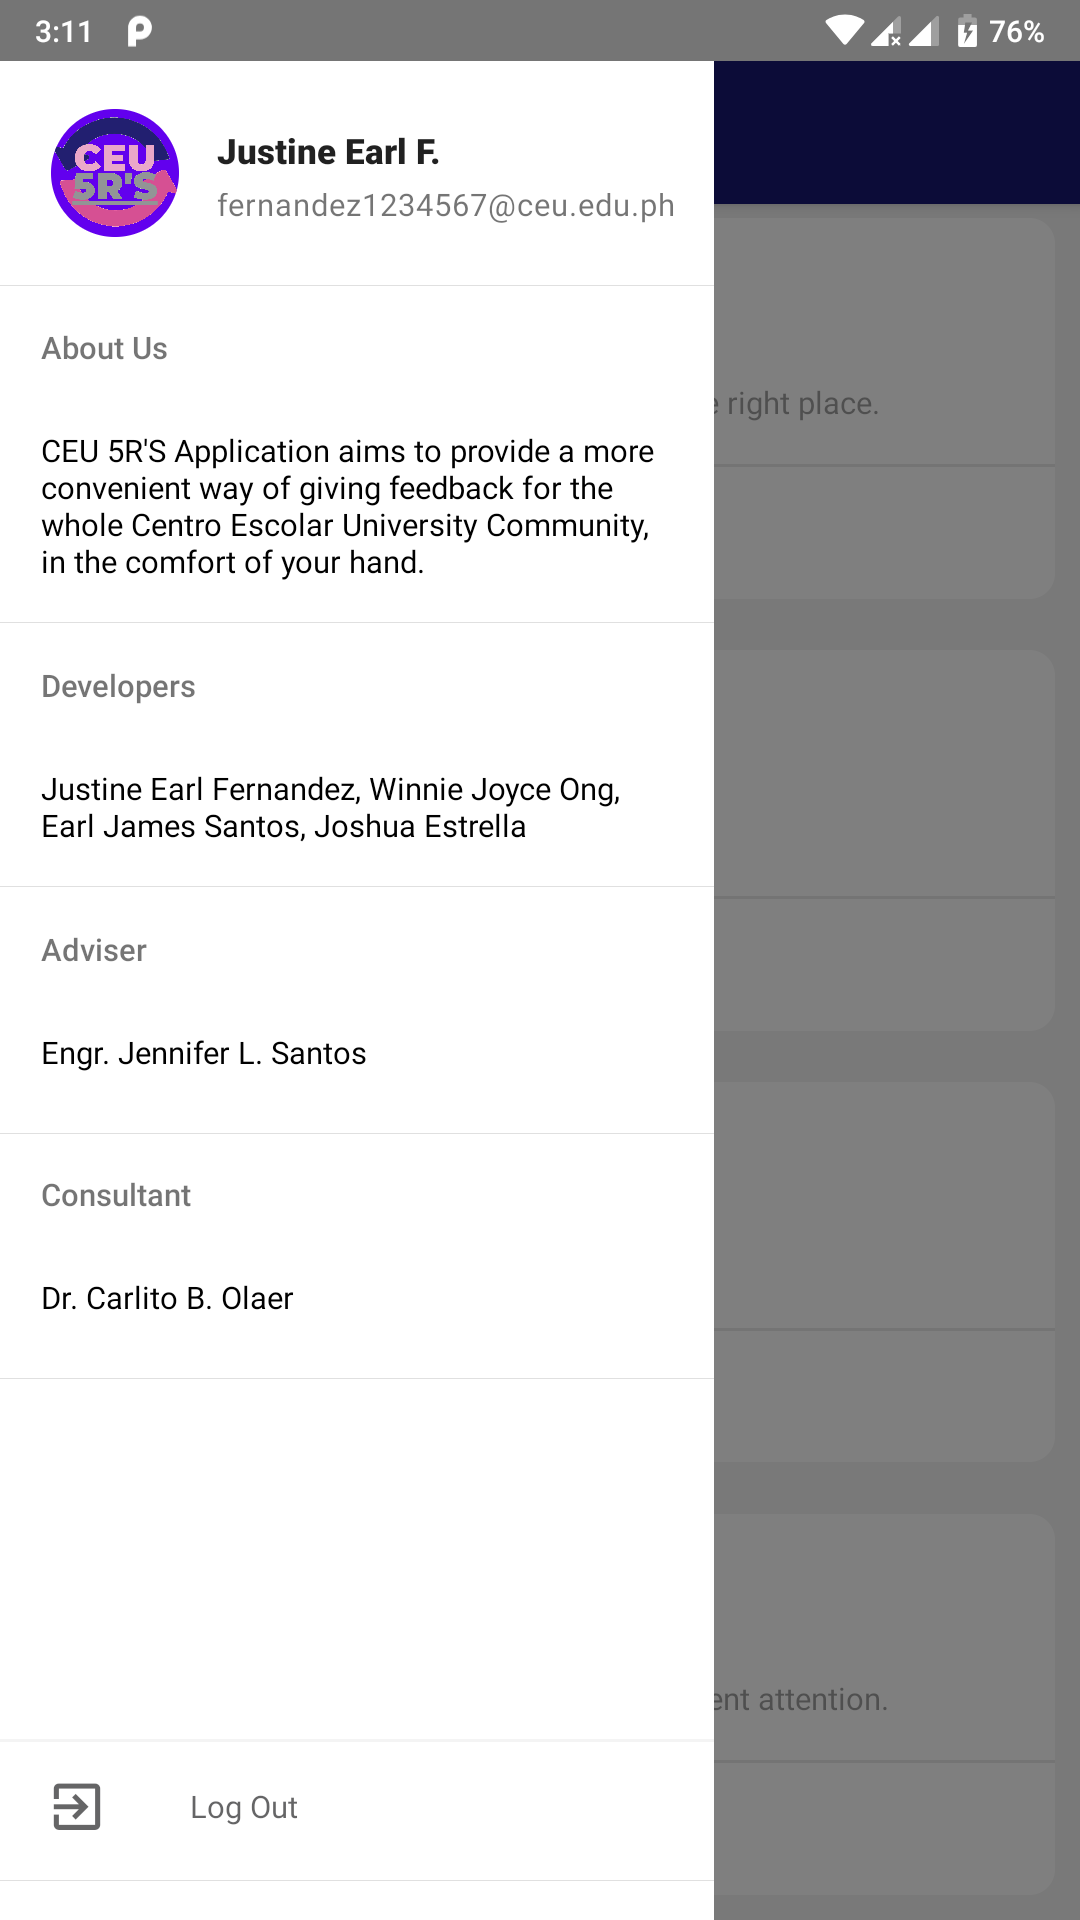 3:11
76%
CEU
5R'S
Justine Earl F.
fernandez1234567@ceu.edu.ph
About Us
right place.
CEU 5R'S Application aims to provide a more
convenient way of giving feedback for the
whole Centro Escolar University Community,
in the comfort of your hand.
Developers
Justine Earl Fernandez, Winnie Joyce Ong,
Earl James Santos, Joshua Estrella
Adviser
Engr. Jennifer L. Santos
Consultant
Dr. Carlito B. Olaer
attention.
Log Out